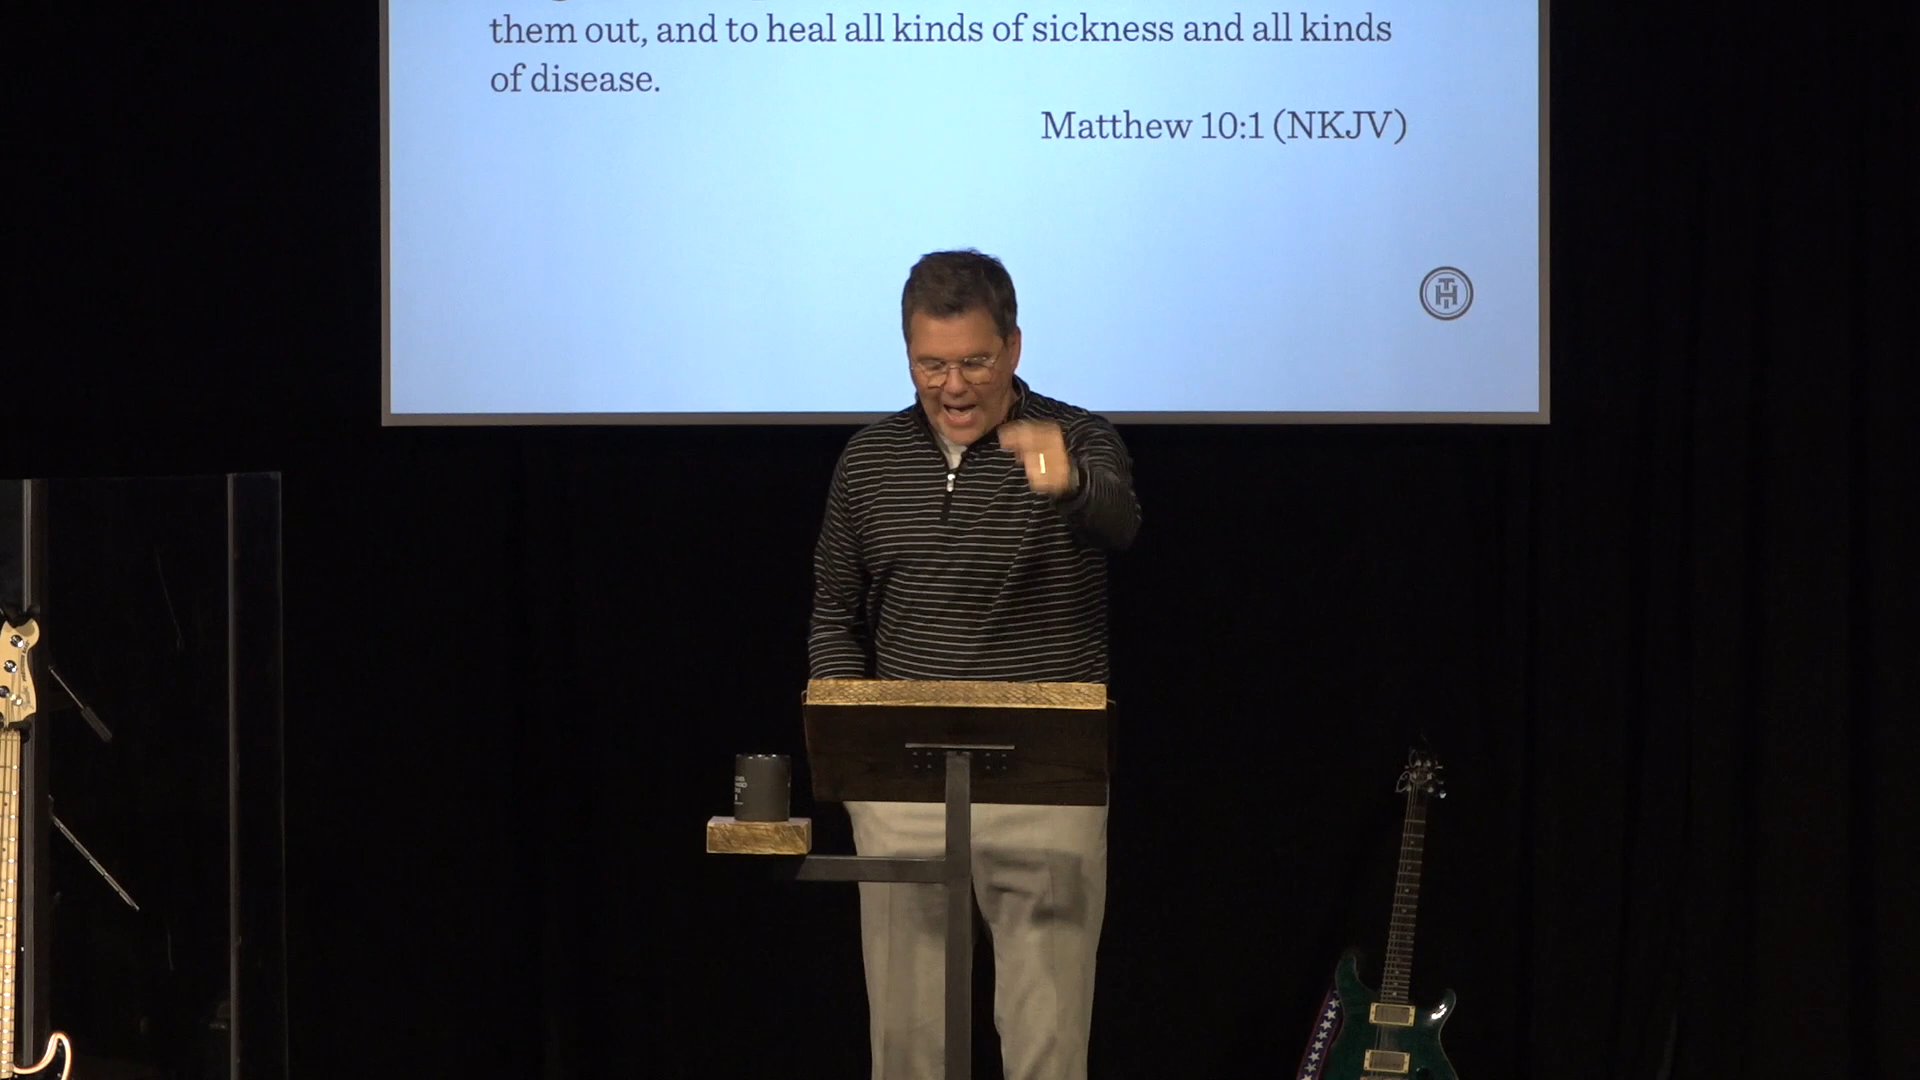 them out, and to heal all kinds of sickness and all kinds
of disease.
Matthew 10:1 (NKJV)